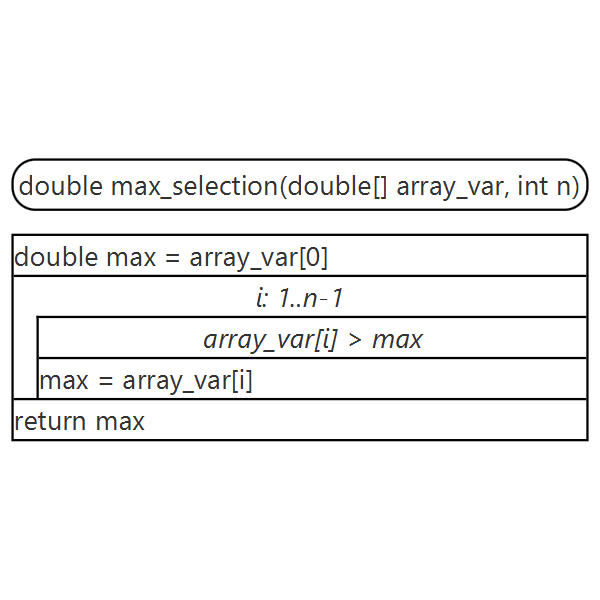 double max_selection(double[] array_var, int n)
double max = array_var[0]
i: 1..n-1
array_var[i] > max
max = array_var[i]
return max